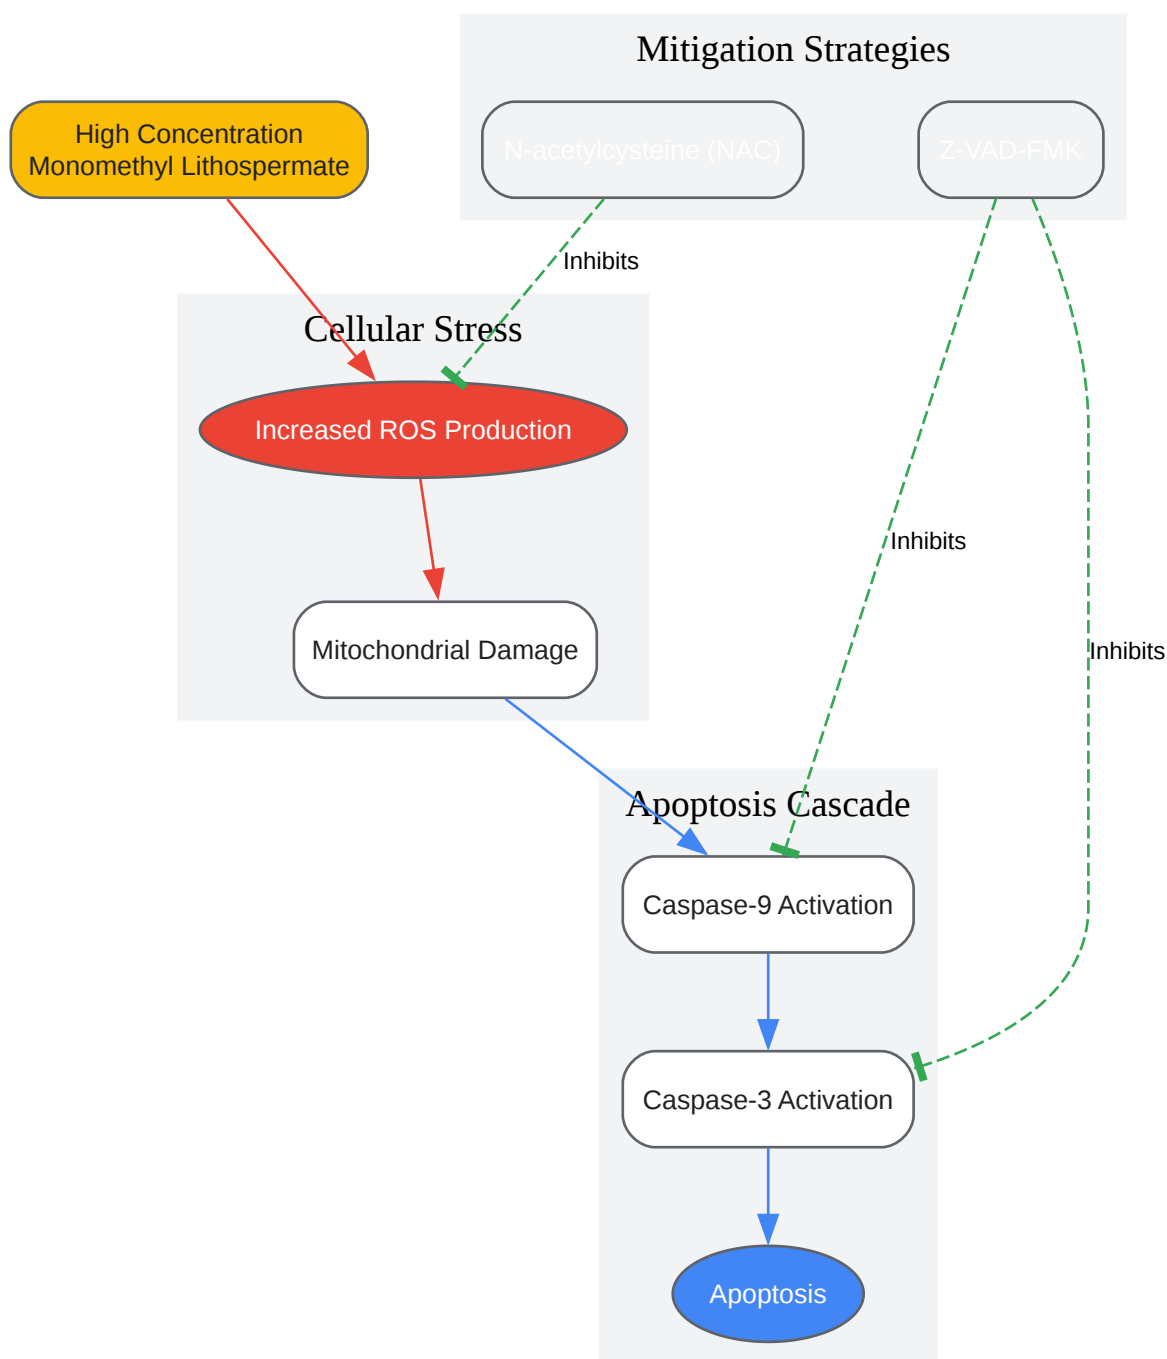 Mitigation Strategies
High Concentration
Monomethyl Lithospermate
N-acetylcysteine (NAC)
Z-VAD-FMK
Inhibits
Cellular Stress
Increased ROS Production
Inhibits
Mitochondrial Damage
Inhibits
Apoptosis Cascade
Caspase-9 Activation
Caspase-3 Activation
Apoptosis